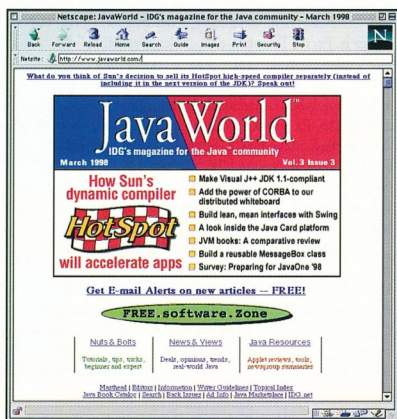 Netscape: JavaWorld – IDG's magazine for the Java community – March 1998
Back Forward Reload Home Search Guide Images Print Security Stop
N
Netsite: http://www.javaworld.com/
What do you think of Sun's decision to sell its HotSpot high-speed compiler separately (instead of
including it in the next version of the JDK)? Speak out!
JavaWorld™
IDG's magazine for the Java™ community
March 1998 Vol. 3 Issue 3
How Sun's
dynamic compiler
HotSpot
will accelerate apps
Make Visual J++ JDK 1.1-compliant
Add the power of CORBA to our
distributed whiteboard
Build lean, mean interfaces with Swing
A look inside the Java Card platform
JVM books: A comparative review
Build a reusable MessageBox class
Survey: Preparing for JavaOne '98
Get E-mail Alerts on new articles -- FREE!
FREE.software.Zone
Nuts & Bolts
Tutorials, tips, tricks,
beginner and expert
News & Views
Deals, opinions, trends,
real-world Java
Java Resources
Applet reviews, tools,
newsgroup summaries
Masthead | Editors | Information | Writer Guidelines | Topical Index
Java Book Catalog | Search | Back Issues | Ad Info | Java Marketplace | IDG.net